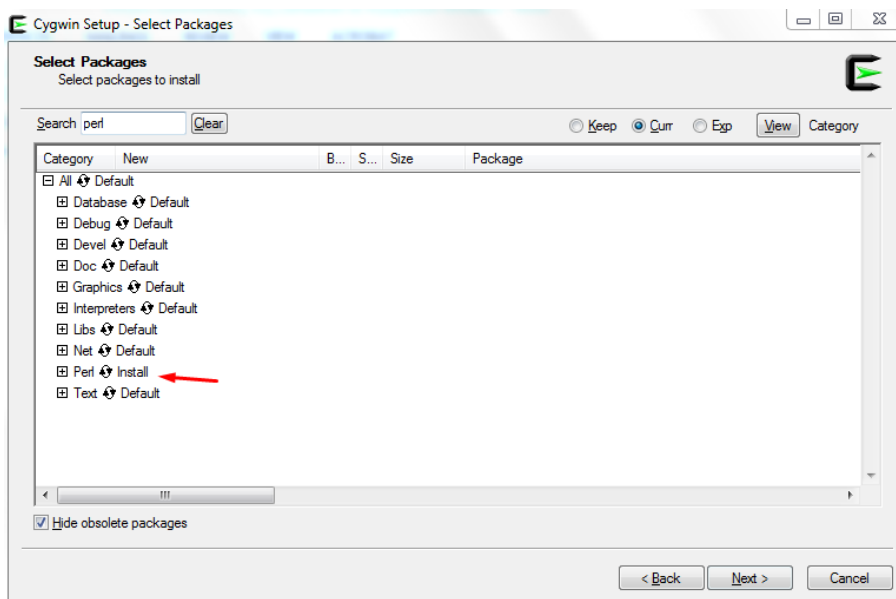 Cygwin Setup - Select Packages
Select Packages
Select packages to install
Search perl Clear Keep Curr Exp View Category
Category New B... S... Size Package
All Default
Database Default
Debug Default
Devel Default
Doc Default
Graphics Default
Interpreters Default
Libs Default
Net Default
Perl Install
Text Default
Hide obsolete packages
< Back Next > Cancel